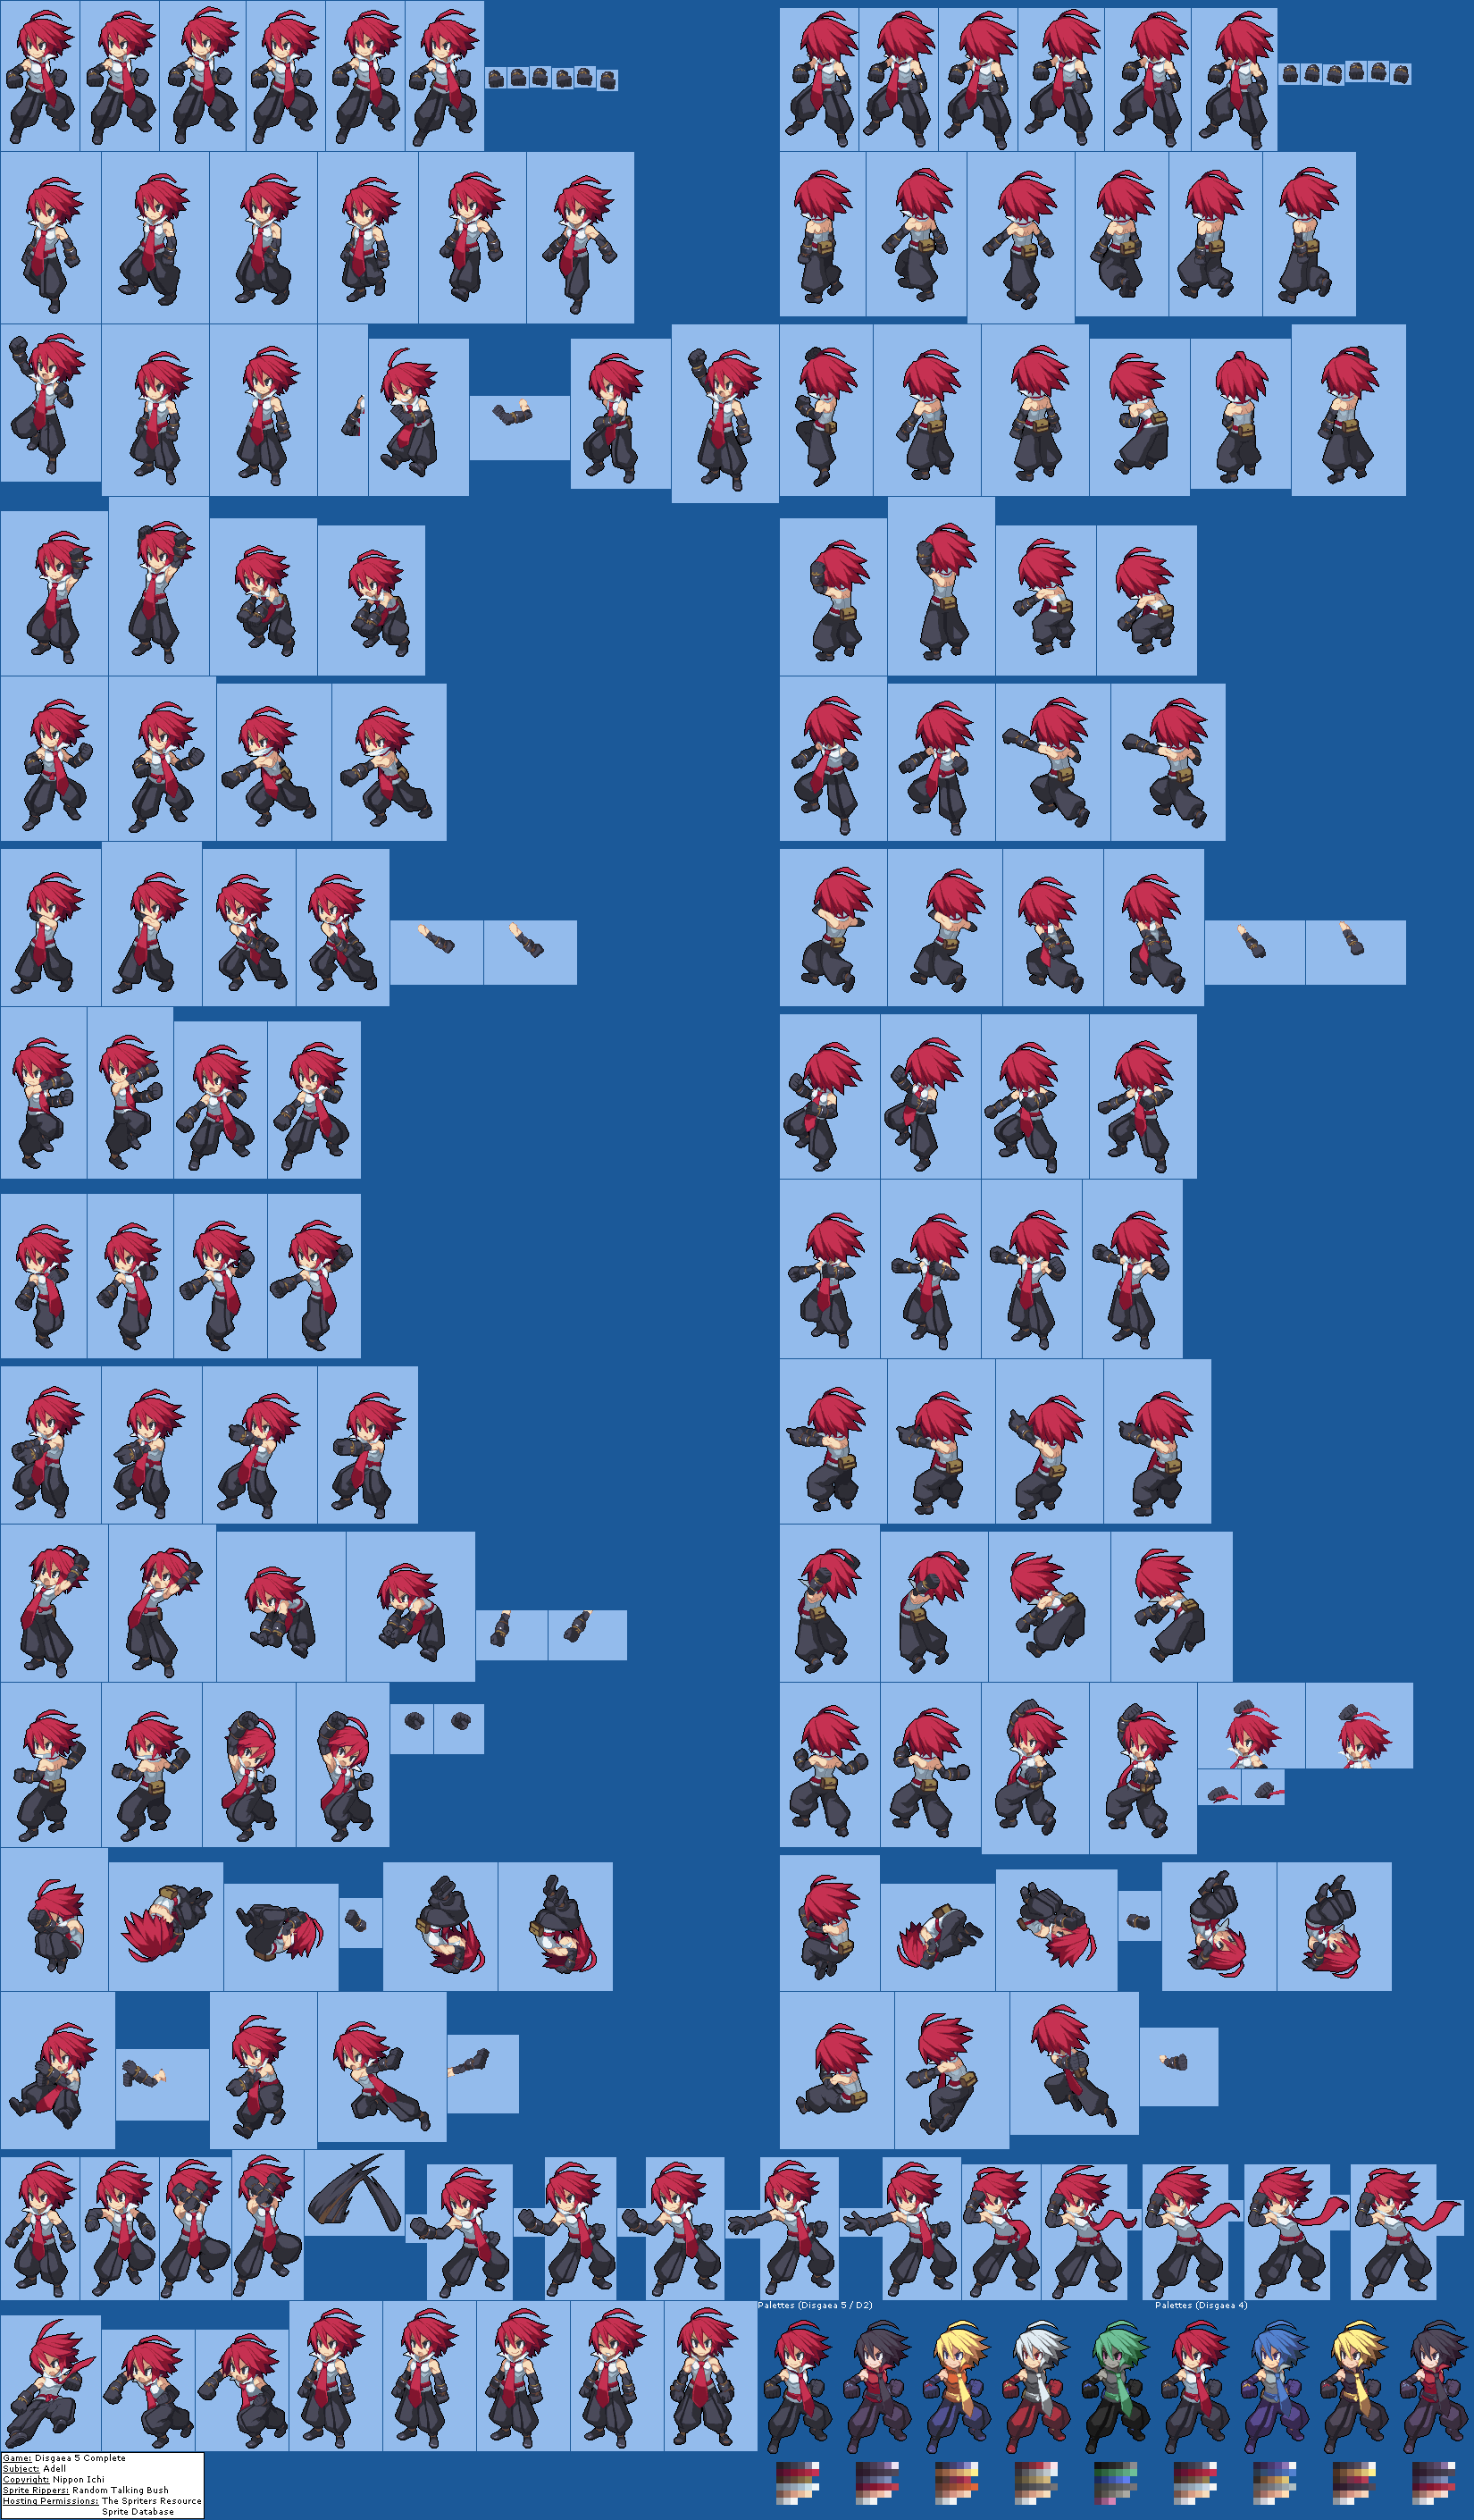 Palettes (Disgaea 5 / D2)
Palettes (Disgaea 4)
Game: Disgaea 5 Complete
Subject: Adell
Copyright: Nippon Ichi
Sprite Rippers: Random Talking Bush
Hosting Permissions: The Spriters Resource
Sprite Database